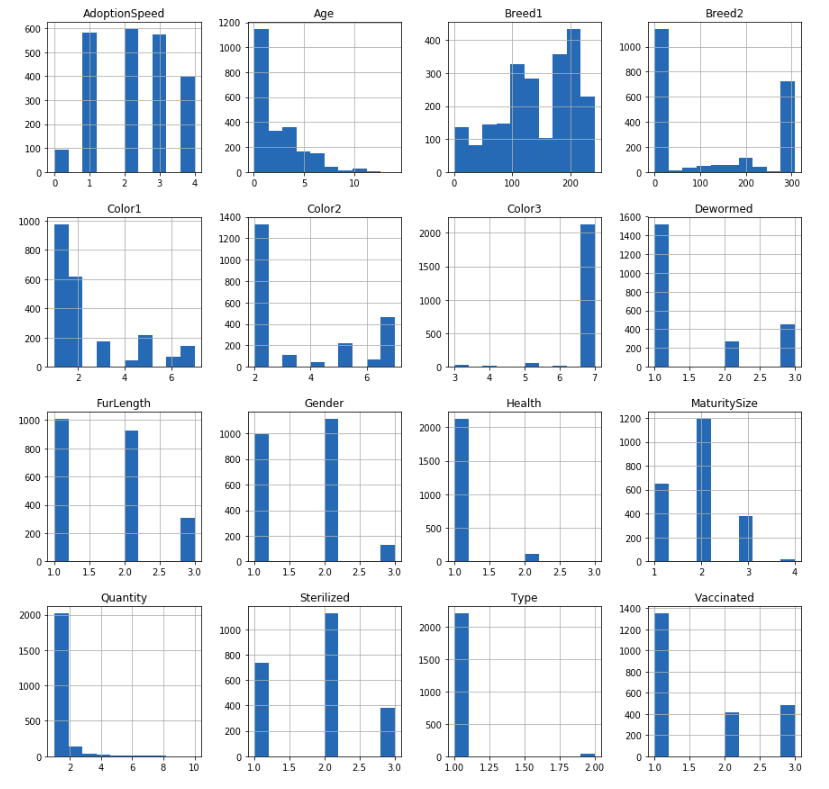 AdoptionSpeed Age Breed1 Breed2
600 500 400 300 200 100 0
0 1 2 3 4
1200 1000 800 600 400 200 0
0 5 10
400 300 200 100 0
0 100 200
1000 800 600 400 200 0
0 100 200 300
Color1 Color2 Color3 Dewormed
1000 800 600 400 200 0
2 4 6
1400 1200 1000 800 600 400 200 0
2 4 6
2000 1500 1000 500 0
3 4 5 6 7
1600 1400 1200 1000 800 600 400 200 0
1.0 1.5 2.0 2.5 3.0
FurLength Gender Health MaturitySize
1000 800 600 400 200 0
1.0 1.5 2.0 2.5 3.0
1000 800 600 400 200 0
1.0 1.5 2.0 2.5 3.0
2000 1500 1000 500 0
1.0 1.5 2.0 2.5 3.0
1200 1000 800 600 400 200 0
1 2 3 4
Quantity Sterilized Type Vaccinated
2000 1500 1000 500 0
2 4 6 8 10
1000 800 600 400 200 0
1.0 1.5 2.0 2.5 3.0
2000 1500 1000 500 0
1.00 1.25 1.50 1.75 2.00
1400 1200 1000 800 600 400 200 0
1.0 1.5 2.0 2.5 3.0